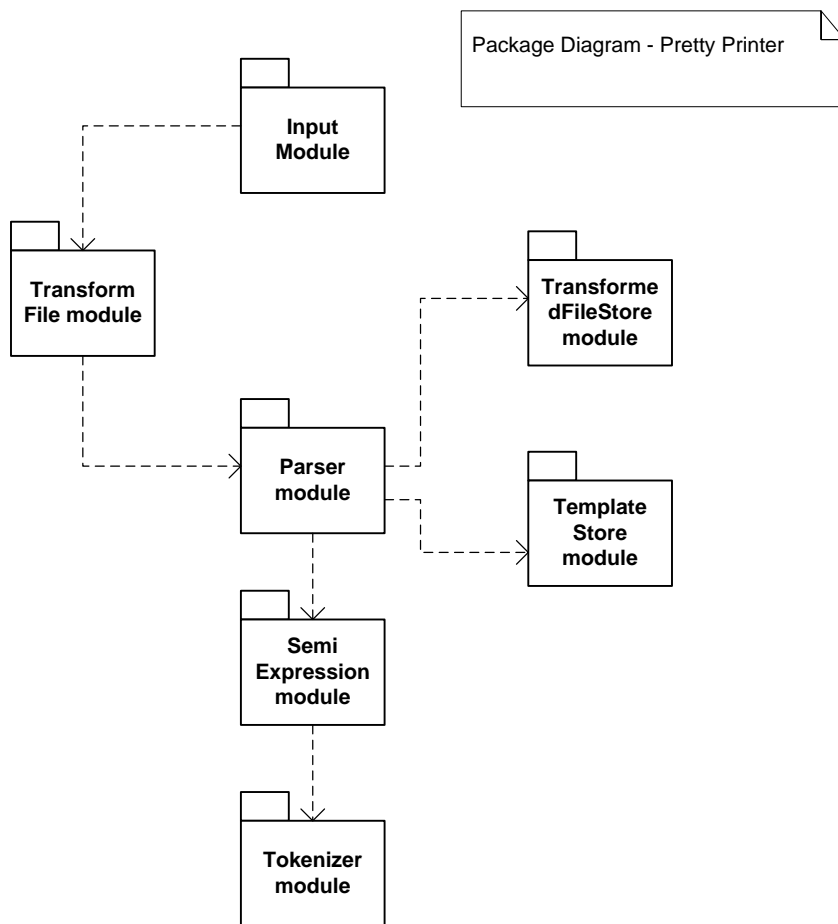 Package Diagram - Pretty Printer
Input
Module
Transform
File module
Transforme
dFileStore
module
Parser
module
Template
Store
module
Semi
Expression
module
Tokenizer
module